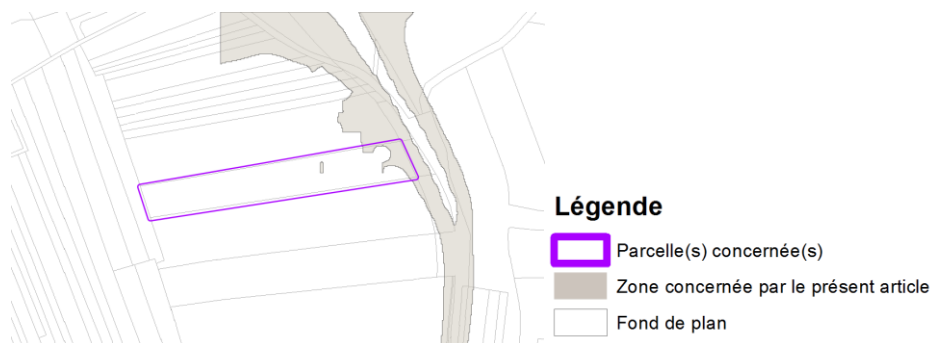 Légende
Parcelle(s) concernée(s)
Zone concernée par le présent article
Fond de plan